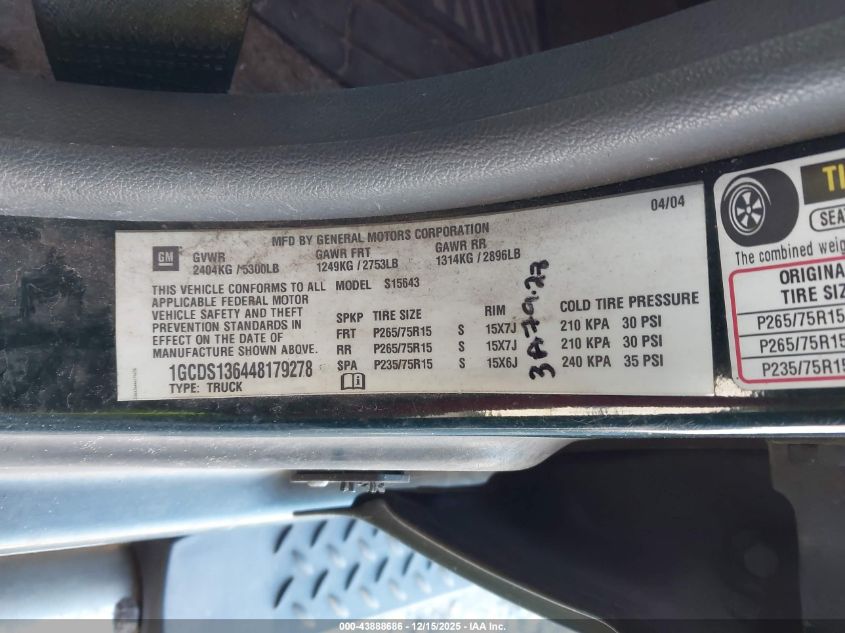 04/04
MFD BY GENERAL MOTORS CORPORATION
GM
GVWR GAWR FRT GAWR RR
2404KG /5300LB 1249KG /2753LB 1314KG /2896LB
THIS VEHICLE CONFORMS TO ALL
APPLICABLE FEDERAL MOTOR
VEHICLE SAFETY AND THEFT
PREVENTION STANDARDS IN
EFFECT ON THE DATE OF
MANUFACTURE SHOWN ABOVE.
1GCDS136448179278
TYPE: TRUCK
MODEL S15643
SPKP TIRE SIZE RIM COLD TIRE PRESSURE
FRT P265/75R15 S 15X7J 210 KPA 30 PSI
RR P265/75R15 S 15X7J 210 KPA 30 PSI
SPA P235/75R15 S 15X6J 240 KPA 35 PSI
TI
SEA
The combined weig
ORIGINA
TIRE SIZ
P265/75R15
P265/75R15
P235/75R15
000-43888686 - 12/15/2025 - IAA Inc.